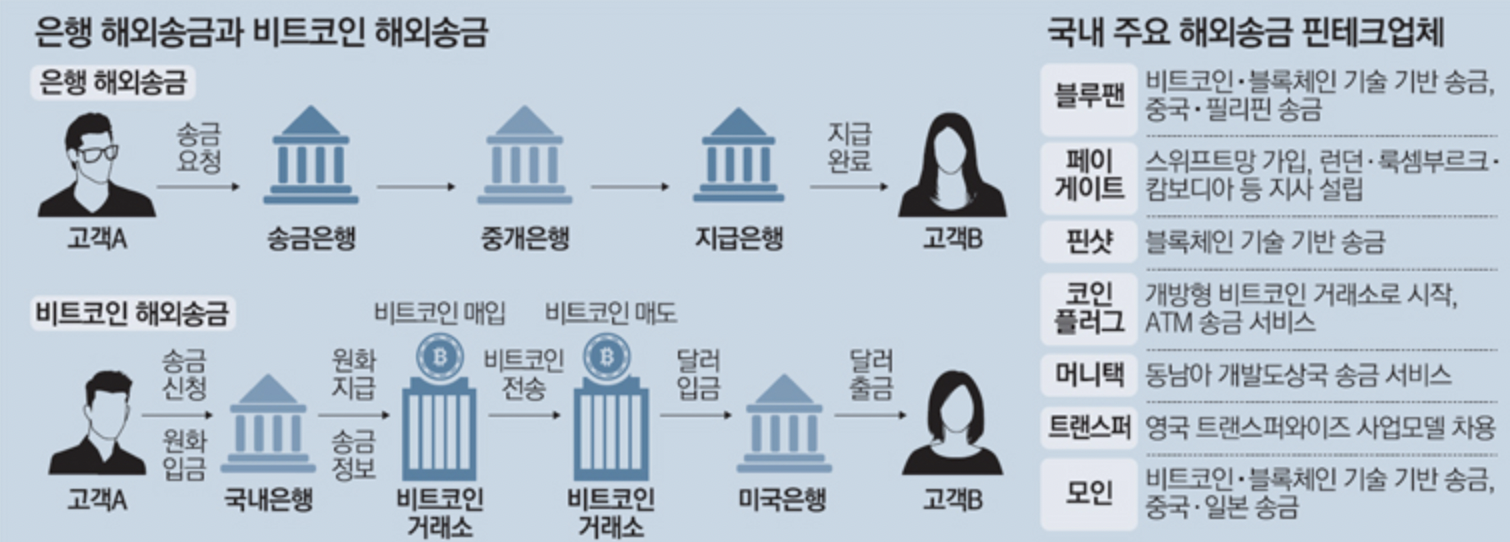 은행 해외송금과 비트코인 해외송금
은행 해외송금
송금
요청
지급
완료
고객A
송금은행
중개은행
지급은행
고객B
비트코인 해외송금
비트코인 매입
비트코인 매도
송금
신청
원화
입금
원화
지급
송금
정보
비트코인
전송
달러
입금
달러
출금
고객A
국내은행
비트코인
거래소
비트코인
거래소
미국은행
고객B
국내 주요 해외송금 핀테크업체
블루팬
비트코인·블록체인 기술 기반 송금,
중국·필리핀 송금
페이
게이트
스위프트망 가입, 런던·룩셈부르크·
캄보디아 등 지사 설립
핀샷
블록체인 기술 기반 송금
코인
플러그
개방형 비트코인 거래소로 시작,
ATM 송금 서비스
머니택
동남아 개발도상국 송금 서비스
트랜스퍼
영국 트랜스퍼와이즈 사업모델 차용
모인
비트코인·블록체인 기술 기반 송금,
중국·일본 송금